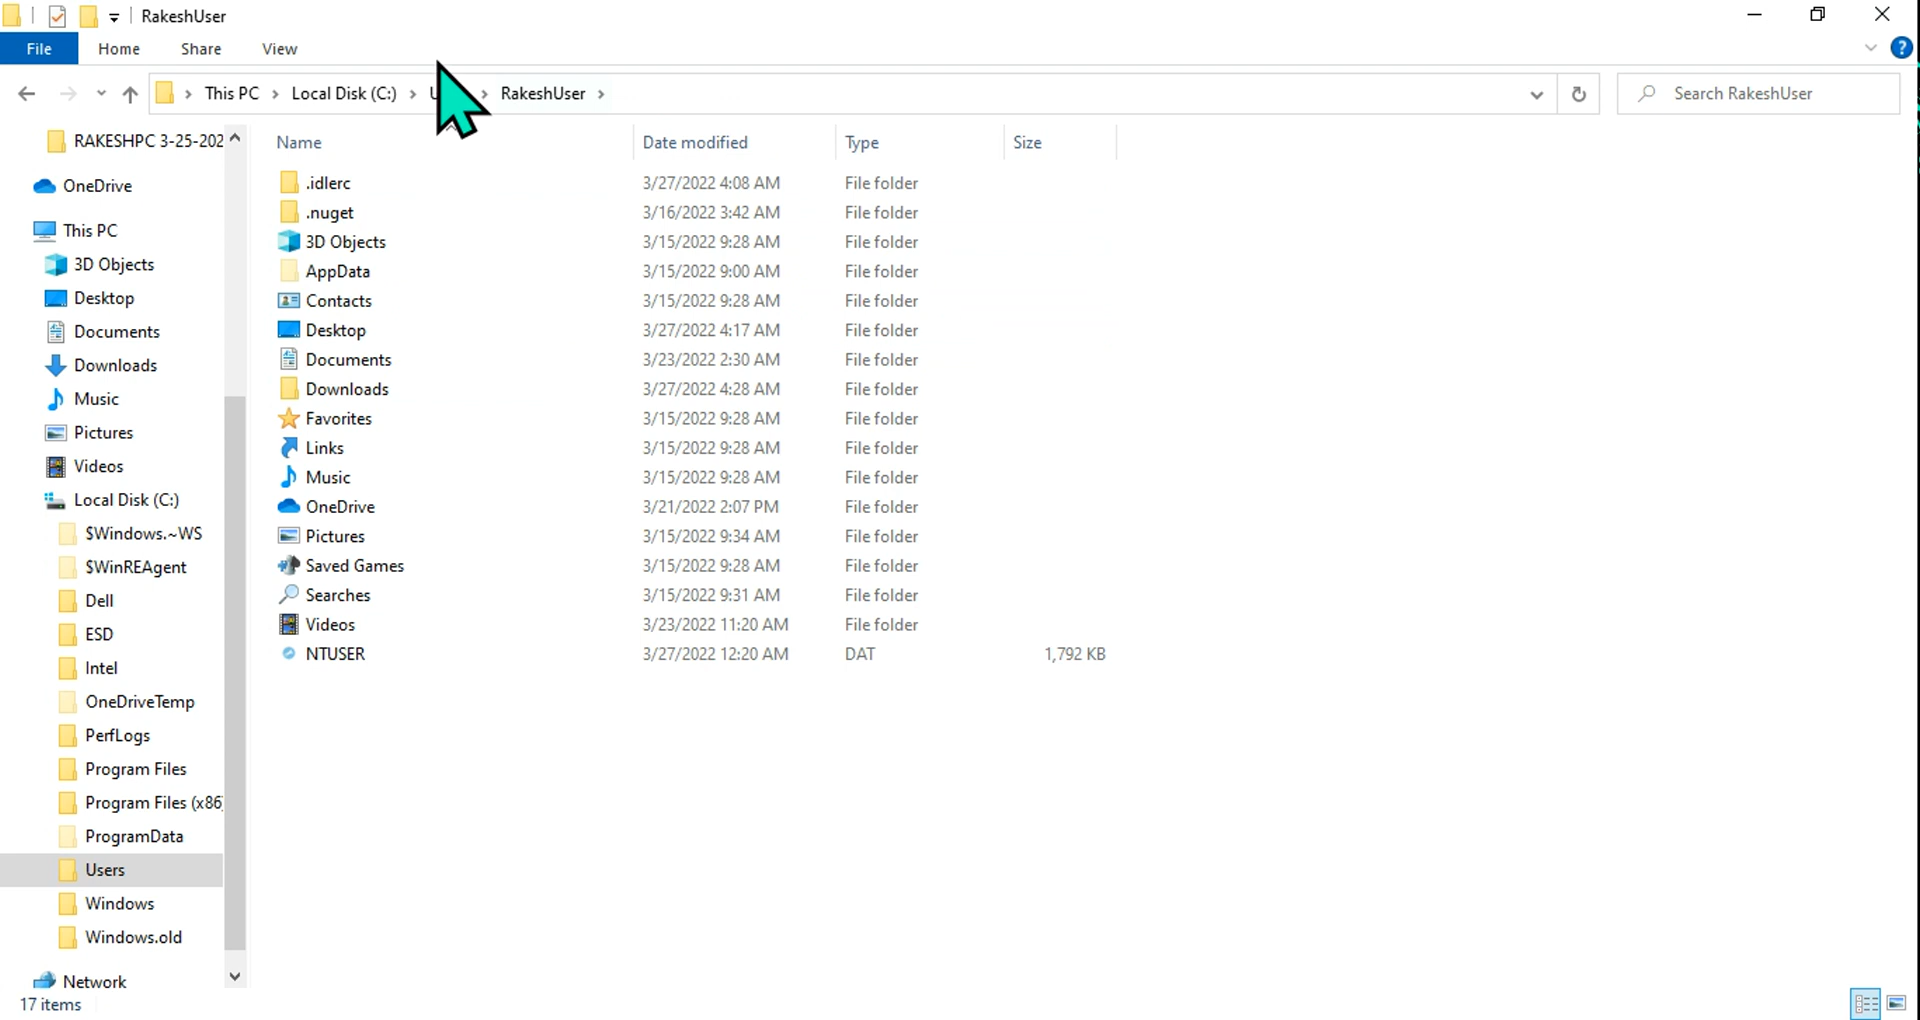 RakeshUser
File Home Share View
This PC Local Disk (C:) RakeshUser
Search RakeshUser
RAKESHPC 3-25-202
OneDrive
This PC
3D Objects
Desktop
Documents
Downloads
Music
Pictures
Videos
Local Disk (C:)
$Windows.~WS
$WinREAgent
Dell
ESD
Intel
OneDriveTemp
PerfLogs
Program Files
Program Files (x86)
ProgramData
Users
Windows
Windows.old
Network
Name Date modified Type Size
.idlerc 3/27/2022 4:08 AM File folder
.nuget 3/16/2022 3:42 AM File folder
3D Objects 3/15/2022 9:28 AM File folder
AppData 3/15/2022 9:00 AM File folder
Contacts 3/15/2022 9:28 AM File folder
Desktop 3/27/2022 4:17 AM File folder
Documents 3/23/2022 2:30 AM File folder
Downloads 3/27/2022 4:28 AM File folder
Favorites 3/15/2022 9:28 AM File folder
Links 3/15/2022 9:28 AM File folder
Music 3/15/2022 9:28 AM File folder
OneDrive 3/21/2022 2:07 PM File folder
Pictures 3/15/2022 9:34 AM File folder
Saved Games 3/15/2022 9:28 AM File folder
Searches 3/15/2022 9:31 AM File folder
Videos 3/23/2022 11:20 AM File folder
NTUSER 3/27/2022 12:20 AM DAT 1,792 KB
17 items